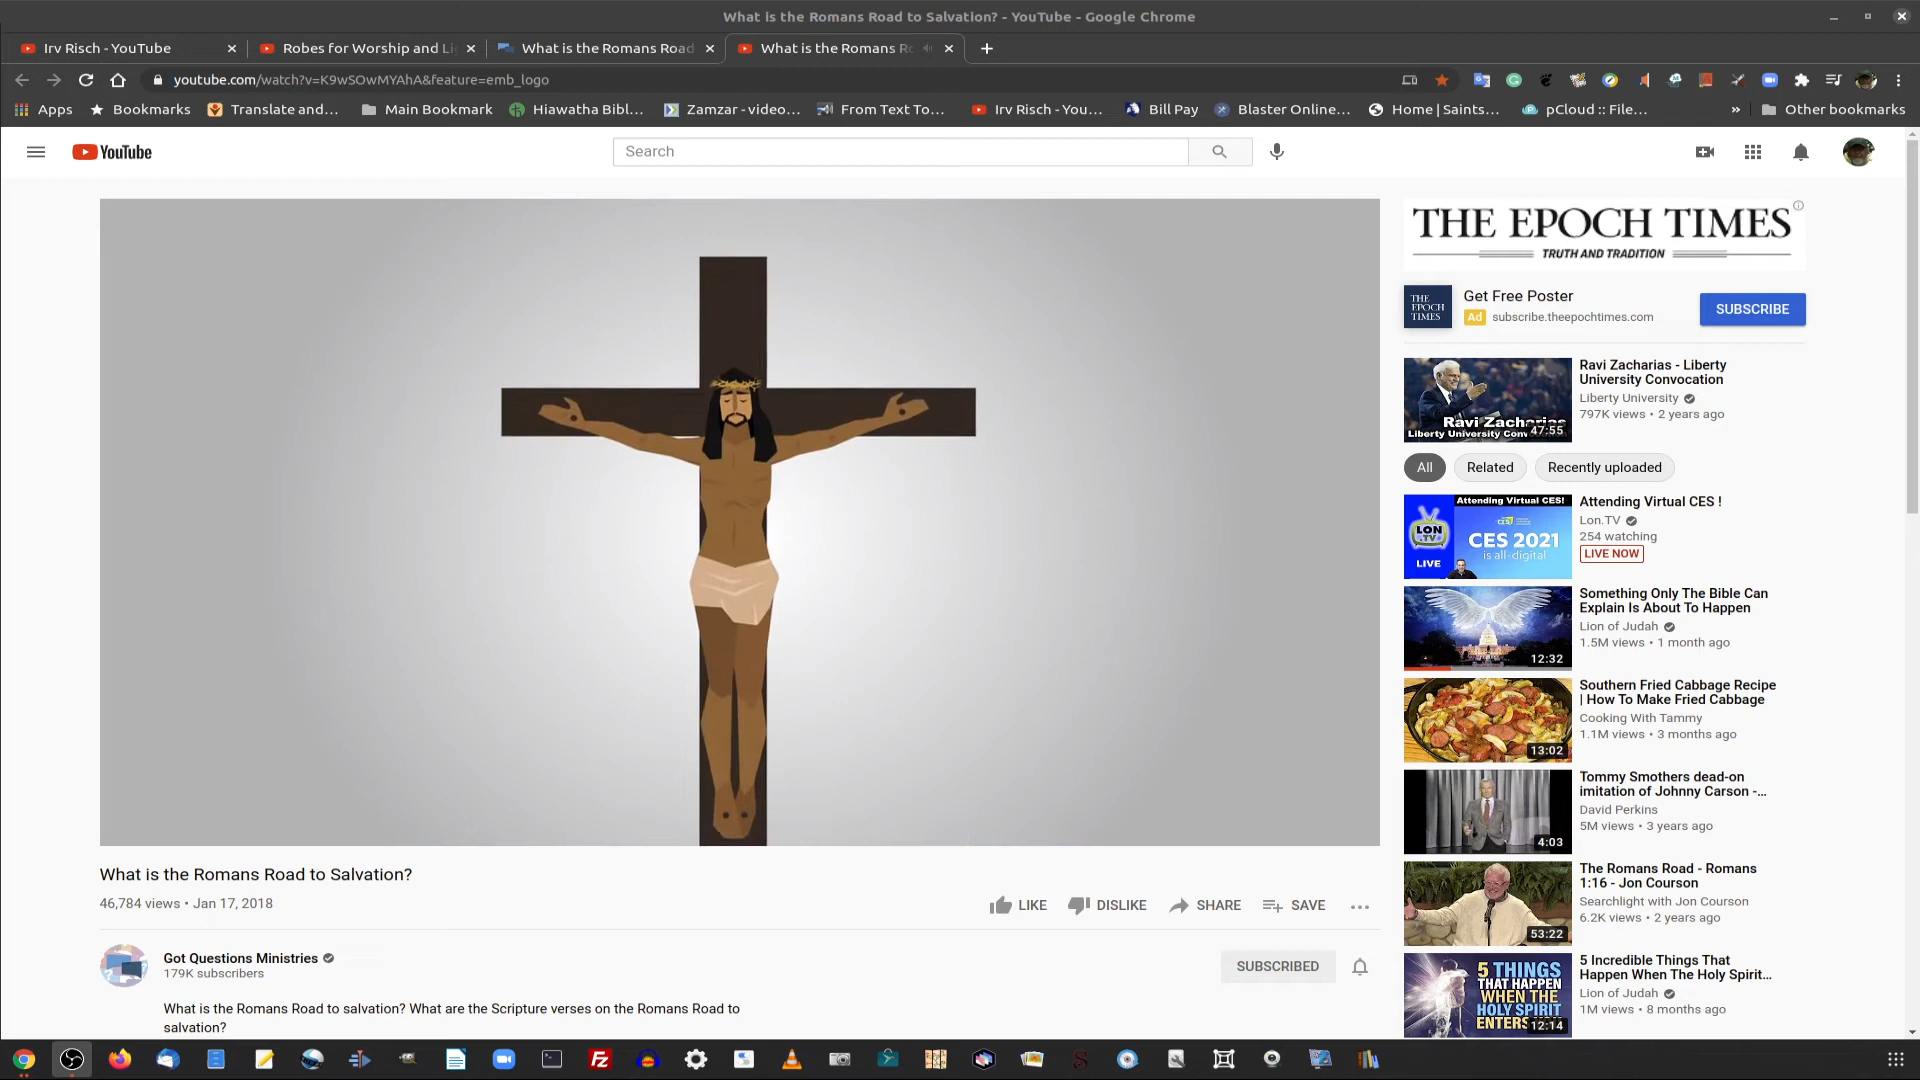 What is the Romans Road to Salvation? - YouTube - Google Chrome
Irv Risch - YouTube
Robes for Worship and Li
What is the Romans Road
What is the Romans R
youtube.com/watch?v=K9wSOwMYAhA&feature=emb_logo
Apps
Bookmarks
Translate and...
Main Bookmark
Hiawatha Bibl...
Zamzar - video...
From Text To...
Irv Risch - You...
Bill Pay
Blaster Online...
Home | Saints...
pCloud :: File...
»
Other bookmarks
YouTube
Search
THE EPOCH TIMES
TRUTH AND TRADITION
THE EPOCH TIMES
Get Free Poster
Ad subscribe.theepochtimes.com
SUBSCRIBE
Ravi Zacharias
Liberty University Con
47:55
Ravi Zacharias - Liberty
University Convocation
Liberty University
797K views • 2 years ago
All
Related
Recently uploaded
Attending Virtual CES!
LON
.TV
LIVE
CES 2021
is all-digital
Attending Virtual CES !
Lon.TV
254 watching
LIVE NOW
12:32
Something Only The Bible Can
Explain Is About To Happen
Lion of Judah
1.5M views • 1 month ago
13:02
Southern Fried Cabbage Recipe
| How To Make Fried Cabbage
Cooking With Tammy
1.1M views • 3 months ago
4:03
Tommy Smothers dead-on
imitation of Johnny Carson -...
David Perkins
5M views • 3 years ago
53:22
The Romans Road - Romans
1:16 - Jon Courson
Searchlight with Jon Courson
6.2K views • 2 years ago
5 THINGS
THAT HAPPEN
WHEN THE
HOLY SPIRIT
ENTERS
12:14
5 Incredible Things That
Happen When The Holy Spirit...
Lion of Judah
1M views • 8 months ago
What is the Romans Road to Salvation?
46,784 views • Jan 17, 2018
LIKE
DISLIKE
SHARE
SAVE
Got Questions Ministries
179K subscribers
SUBSCRIBED
What is the Romans Road to salvation? What are the Scripture verses on the Romans Road to
salvation?